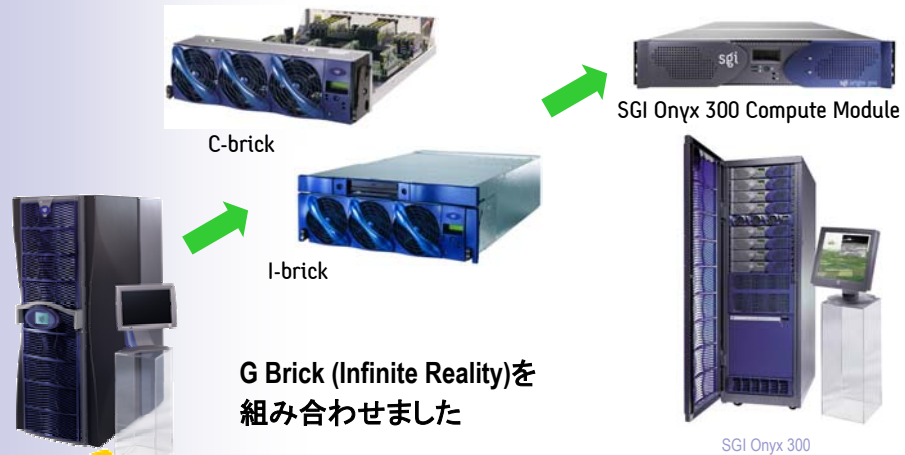 sgi
C-brick
SGI Onyx 300 Compute Module
I-brick
G Brick (Infinite Reality)を
組み合わせました
SGI Onyx 300